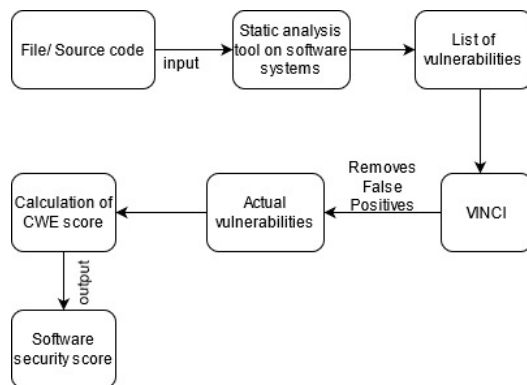 File/ Source code
input
Static analysis
tool on software
systems
List of
vulnerabilities
VINCI
Removes
False
Positives
Actual
vulnerabilities
Calculation of
CWE score
output
Software
security score